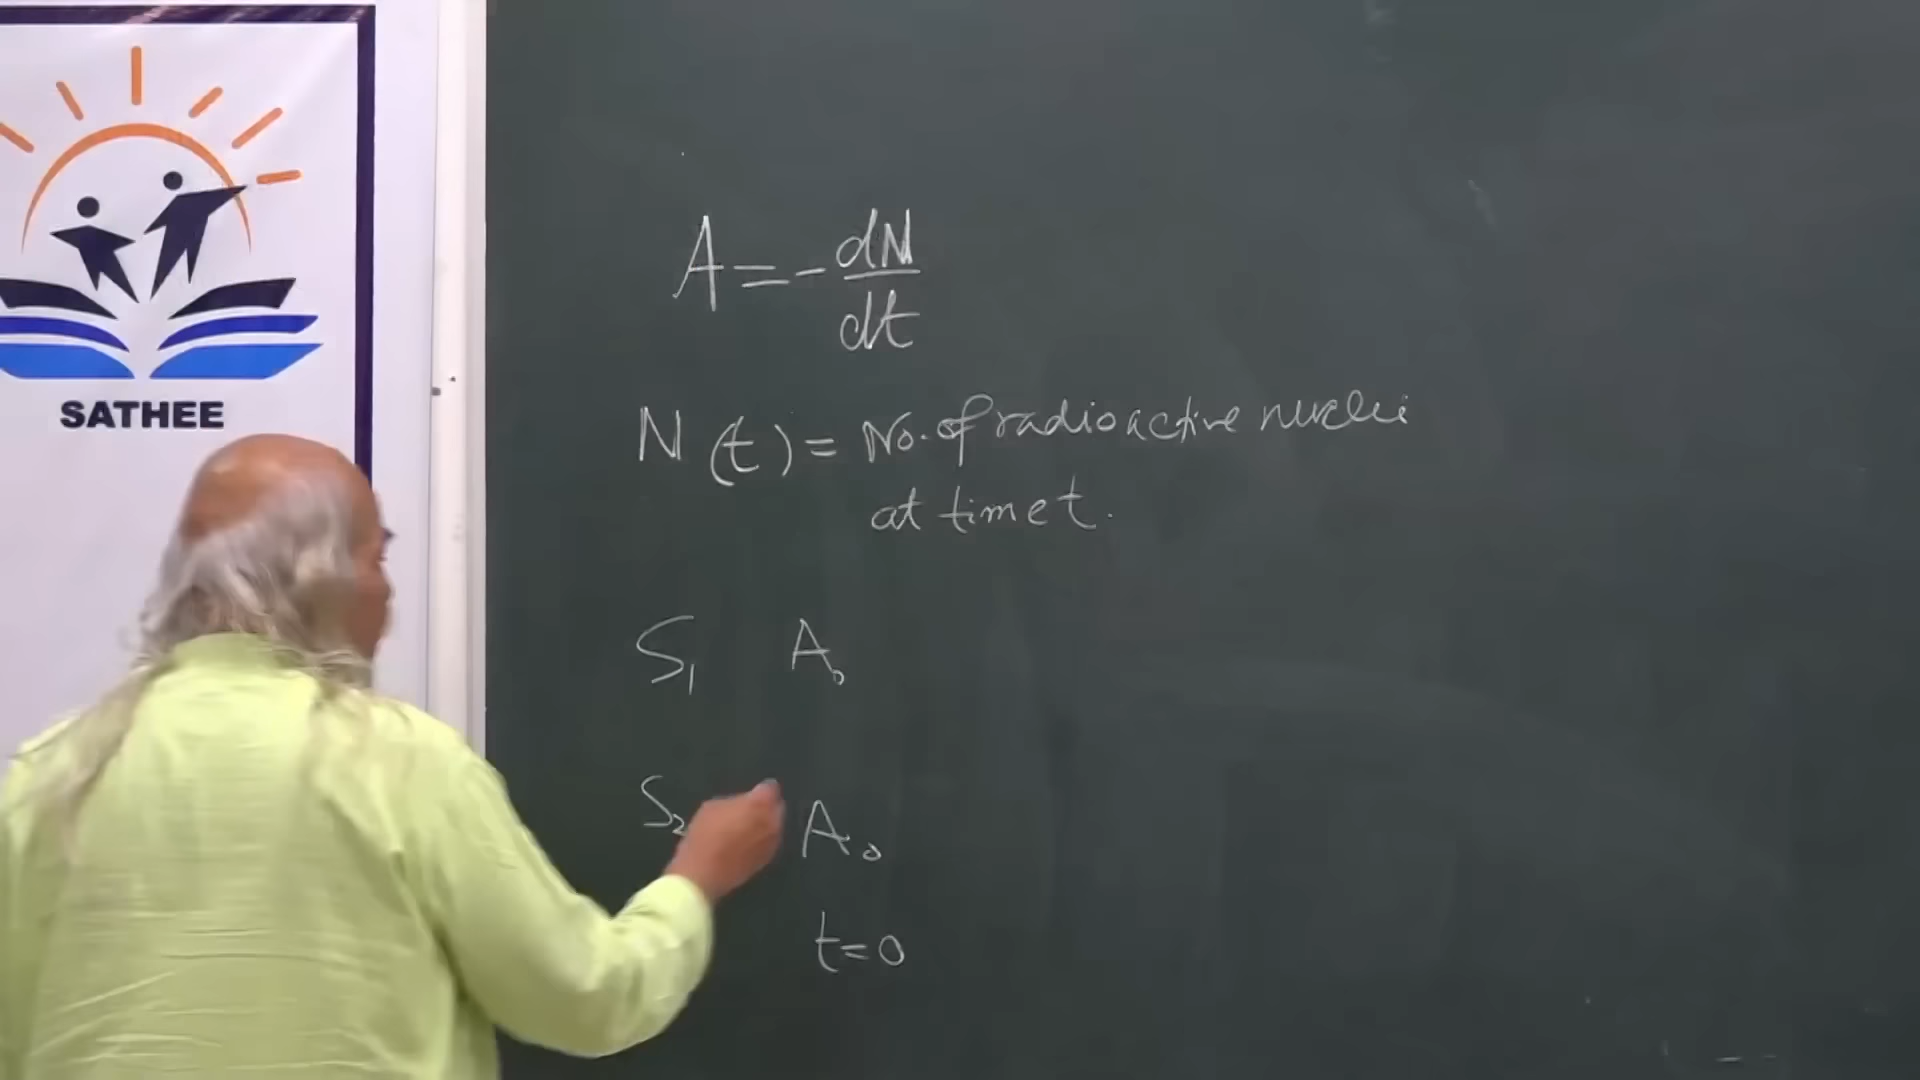 SATHEE
A = - dN/dt
N(t) = No. of radioactive nuclei
at time t.
S₁ A₀
S₂ A₀
t=0